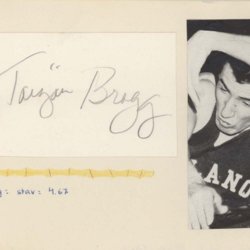 Tarzan" Bragg
LANO
g: stav: 4.67